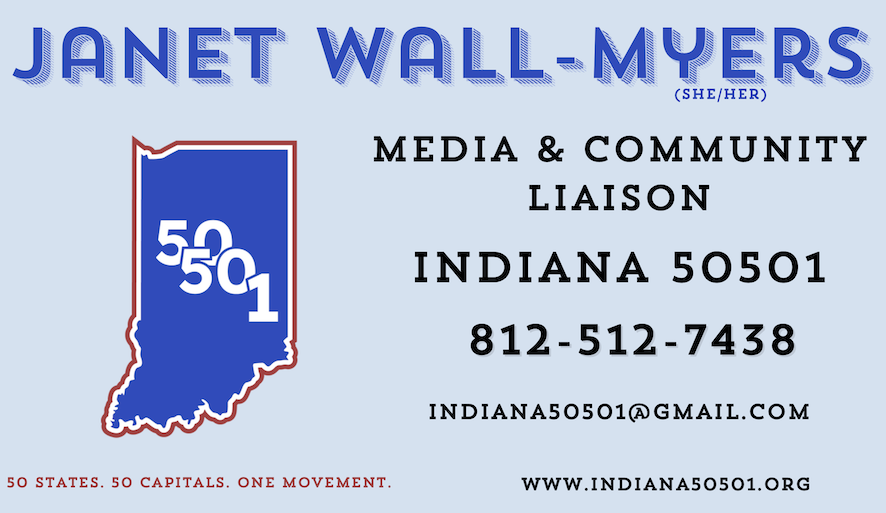 JANET WALL-MYERS
(SHE/HER)
MEDIA & COMMUNITY
LIAISON
50
50
1
INDIANA 50501
812-512-7438
INDIANA50501@GMAIL.COM
50 STATES. 50 CAPITALS. ONE MOVEMENT.
WWW.INDIANA50501.ORG